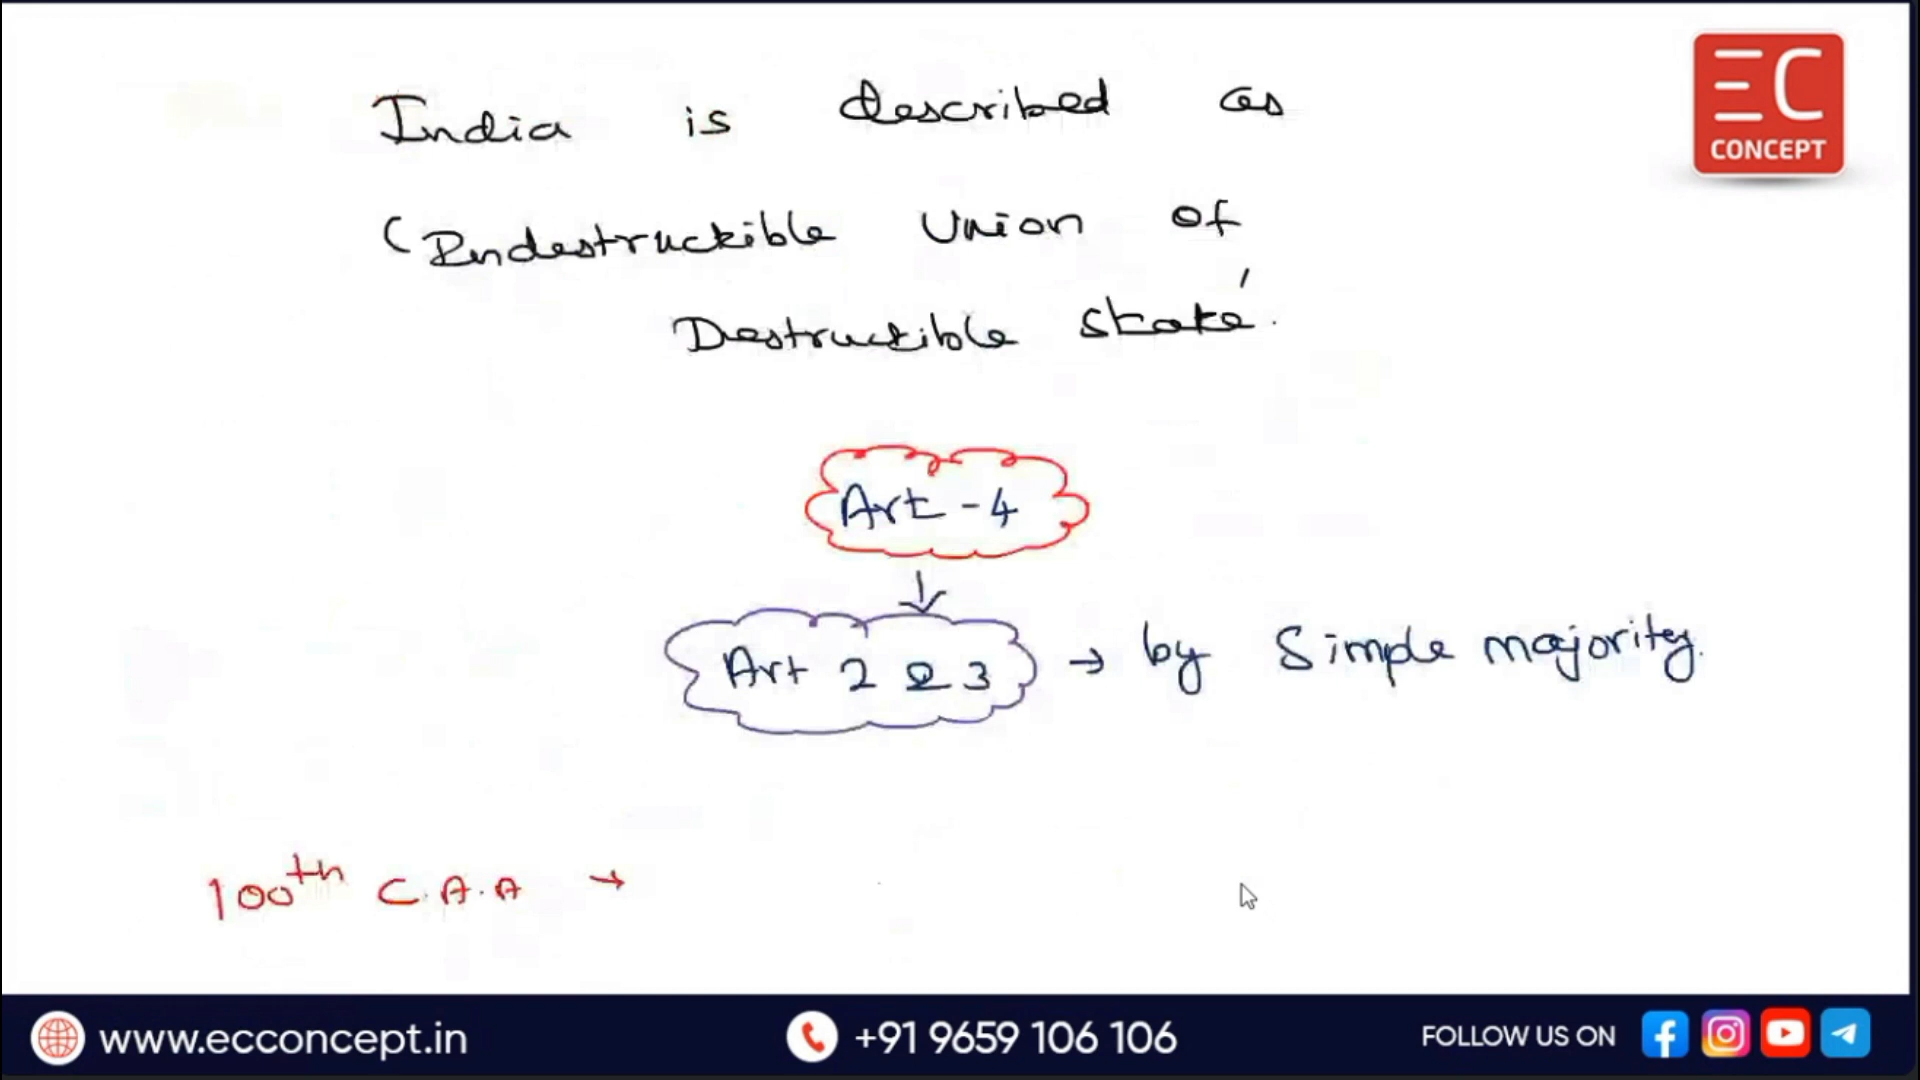 India is described as
EC
CONCEPT
'Indestructible Union of
Destructible state'.
Art - 4
↓
Art 2 & 3 → by Simple majority.
100th C.A.A →
www.ecconcept.in +91 9659 106 106 FOLLOW US ON